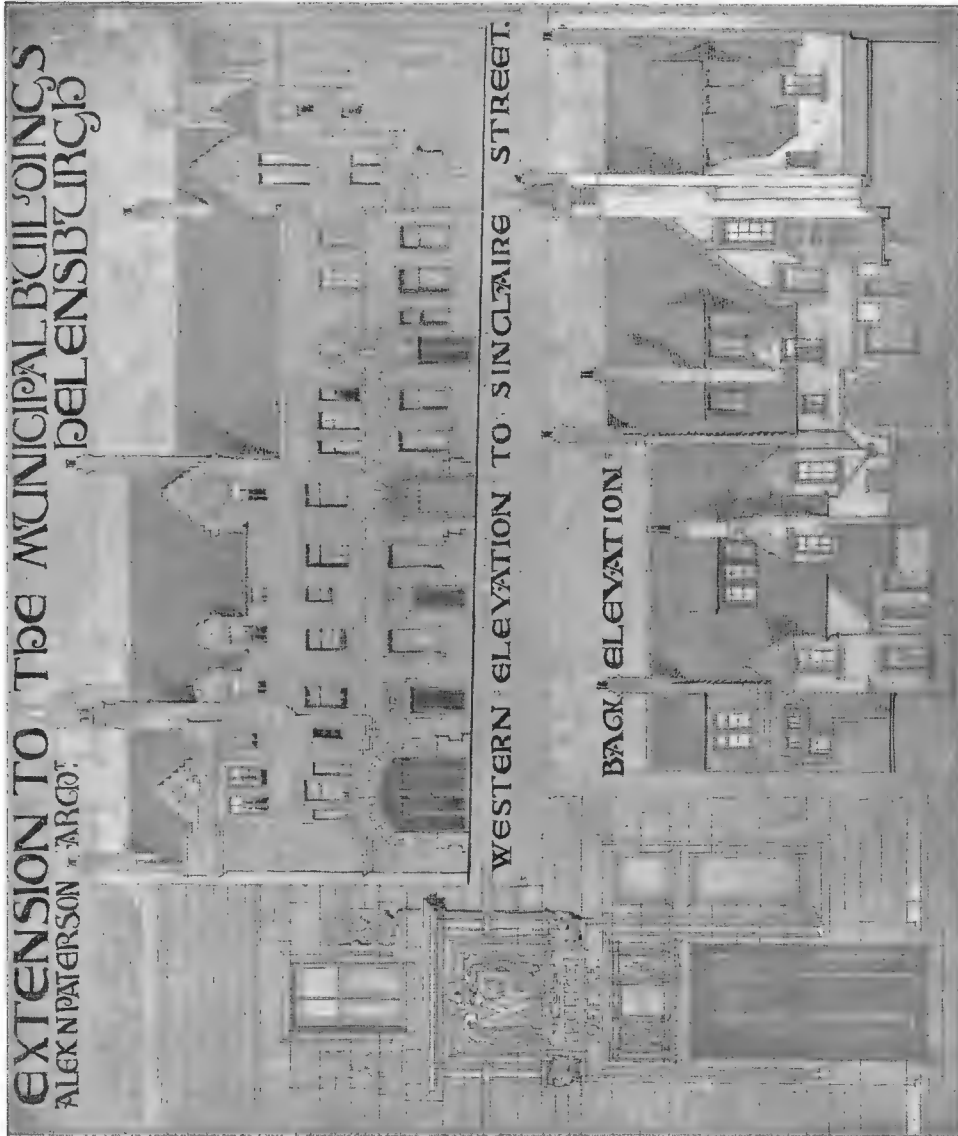 EXTENSION TO THE MUNICIPAL BUILDINGS
HELENSBURGH
ALEX N PATERSON - ARCHT
WESTERN ELEVATION TO SINCLAIRE STREET.
BACK ELEVATION